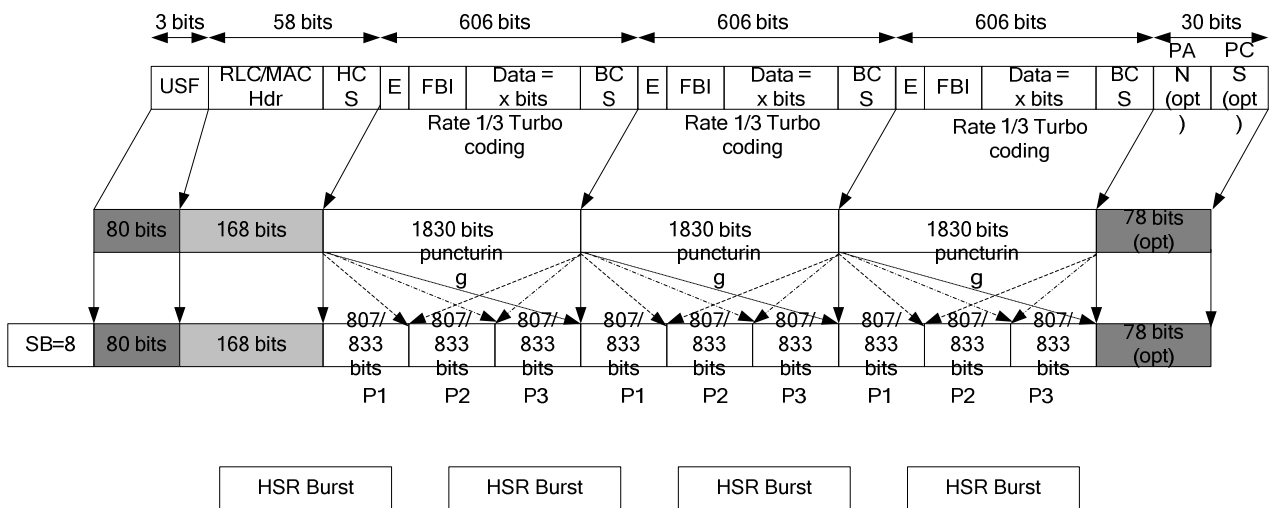 3 bits 58 bits 606 bits 606 bits 606 bits 30 bits
USF RLC/MAC Hdr HC S E FBI Data = x bits BC S E FBI Data = x bits BC S E FBI Data = x bits BC S PA N (opt ) PC S (opt )
Rate 1/3 Turbo coding Rate 1/3 Turbo coding Rate 1/3 Turbo coding
80 bits 168 bits 1830 bits puncturin g 1830 bits puncturin g 1830 bits puncturin g 78 bits (opt)
SB=8 80 bits 168 bits 807/ 833 bits 807/ 833 bits 807/ 833 bits 807/ 833 bits 807/ 833 bits 807/ 833 bits 807/ 833 bits 807/ 833 bits 807/ 833 bits 78 bits (opt)
P1 P2 P3 P1 P2 P3 P1 P2 P3
HSR Burst HSR Burst HSR Burst HSR Burst